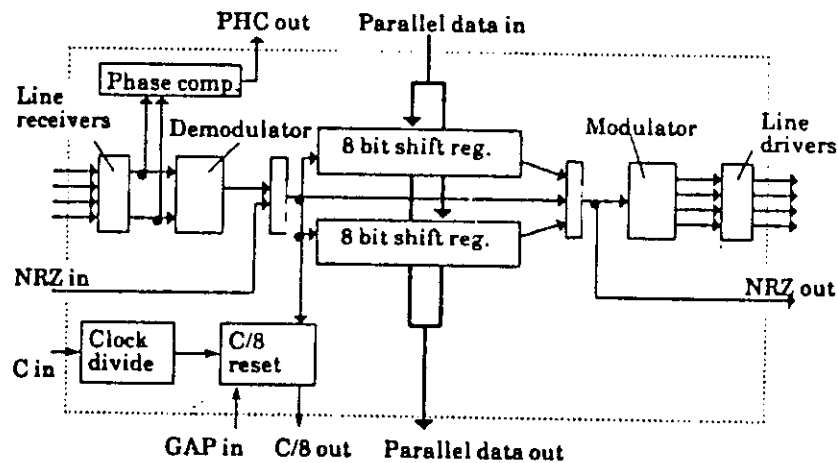 PHC out
Parallel data in
Phase comp.
Line
receivers
Demodulator
8 bit shift reg.
Modulator
Line
drivers
8 bit shift reg.
NRZ in
NRZ out
Clock
divide
C/8
reset
C in
GAP in
C/8 out
Parallel data out